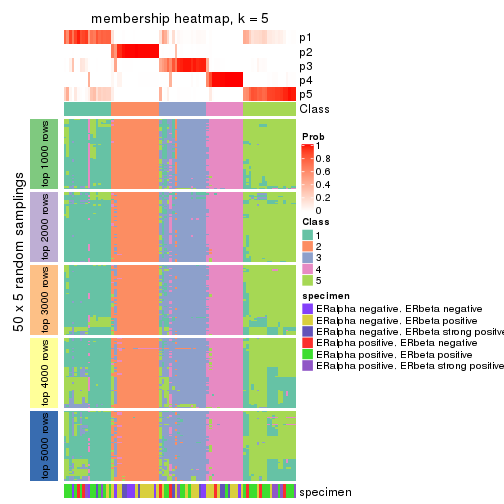 membership heatmap, k = 5
p1
p2
p3
p4
p5
Class
50 x 5 random samplings
top 1000 rows
top 2000 rows
top 3000 rows
top 4000 rows
top 5000 rows
specimen
Prob
1
0.8
0.6
0.4
0.2
0
Class
1
2
3
4
5
specimen
ERalpha negative. ERbeta negative
ERalpha negative. ERbeta positive
ERalpha negative. ERbeta strong positive
ERalpha positive. ERbeta negative
ERalpha positive. ERbeta positive
ERalpha positive. ERbeta strong positive